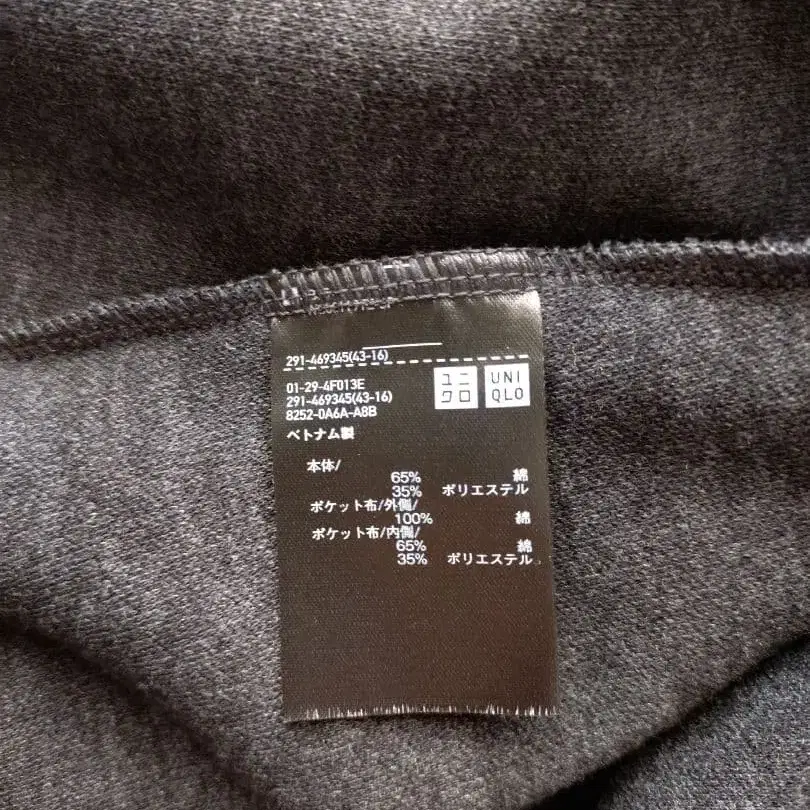 291-469345(43-16)
01-29-4F013E
291-469345(43-16)
8252-0A6A-A8B
ベトナム製
ユニ
クロ
UNI
QLO
本体/
65% 綿
35% ポリエステル
ポケット布/外側/
100% 綿
ポケット布/内側/
65% 綿
35% ポリエステル